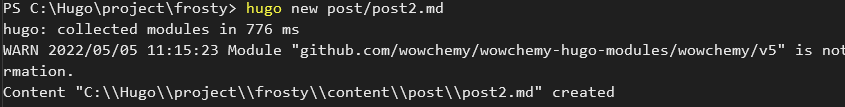 PS C:\Hugo\project\frosty> hugo new post/post2.md
hugo: collected modules in 776 ms
WARN 2022/05/05 11:15:23 Module "github.com/wowchemy/wowchemy-hugo-modules/wowchemy/v5" is not
rmation.
Content "C:\\Hugo\\project\\frosty\\content\\post\\post2.md" created